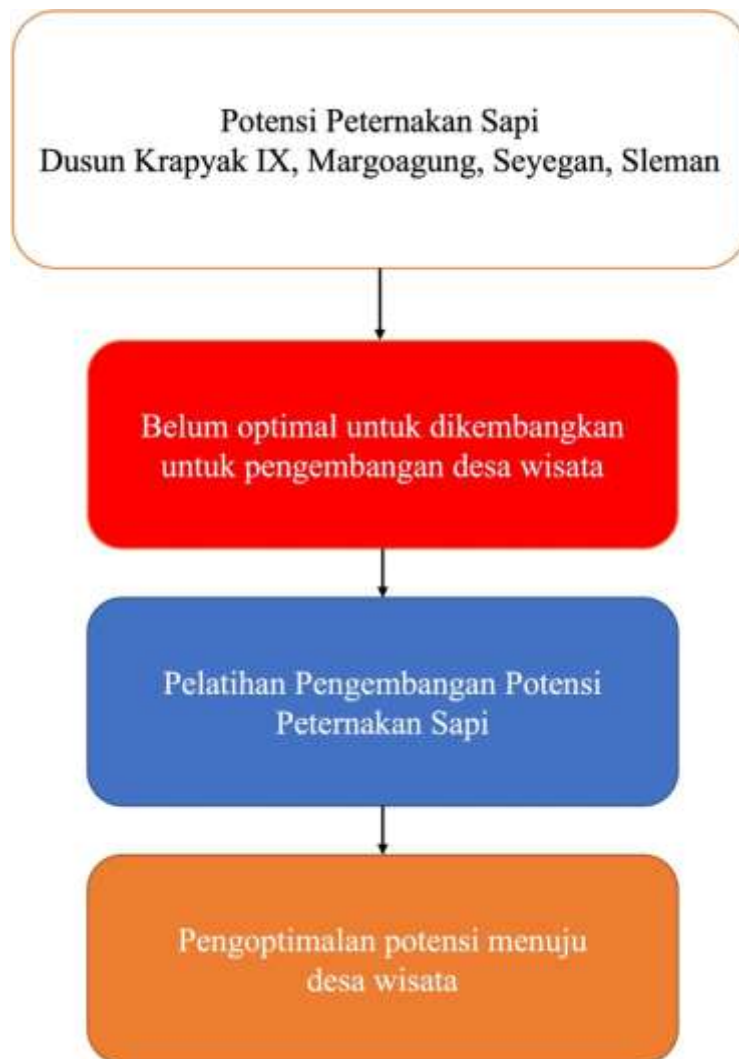 Potensi Peternakan Sapi
Dusun Krapyak IX, Margoagung, Seyegan, Sleman
Belum optimal untuk dikembangkan
untuk pengembangan desa wisata
Pelatihan Pengembangan Potensi
Peternakan Sapi
Pengoptimalan potensi menuju
desa wisata